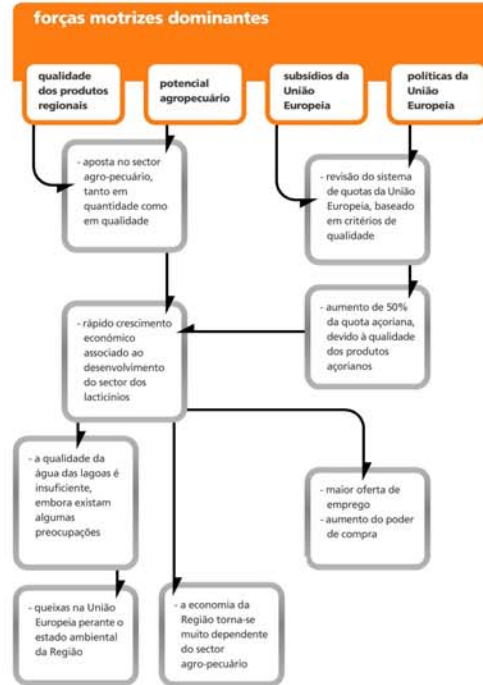 forças motrizes dominantes
qualidade
dos produtos
regionais
potencial
agropecuário
subsídios da
União
Europeia
políticas da
União
Europeia
- aposta no sector
agro-pecuário,
tanto em
quantidade como
em qualidade
- revisão do sistema
de quotas da União
Europeia, baseado
em critérios de
qualidade
- rápido crescimento
económico
associado ao
desenvolvimento
do sector dos
lacticínios
- aumento de 50%
da quota açoriana,
devido à qualidade
dos produtos
açorianos
- a qualidade da
água das lagoas é
insuficiente,
embora existam
algumas
preocupações
- maior oferta de
emprego
- aumento do poder
de compra
- queixas na União
Europeia perante o
estado ambiental
da Região
- a economia da
Região torna-se
muito dependente
do sector
agro-pecuário